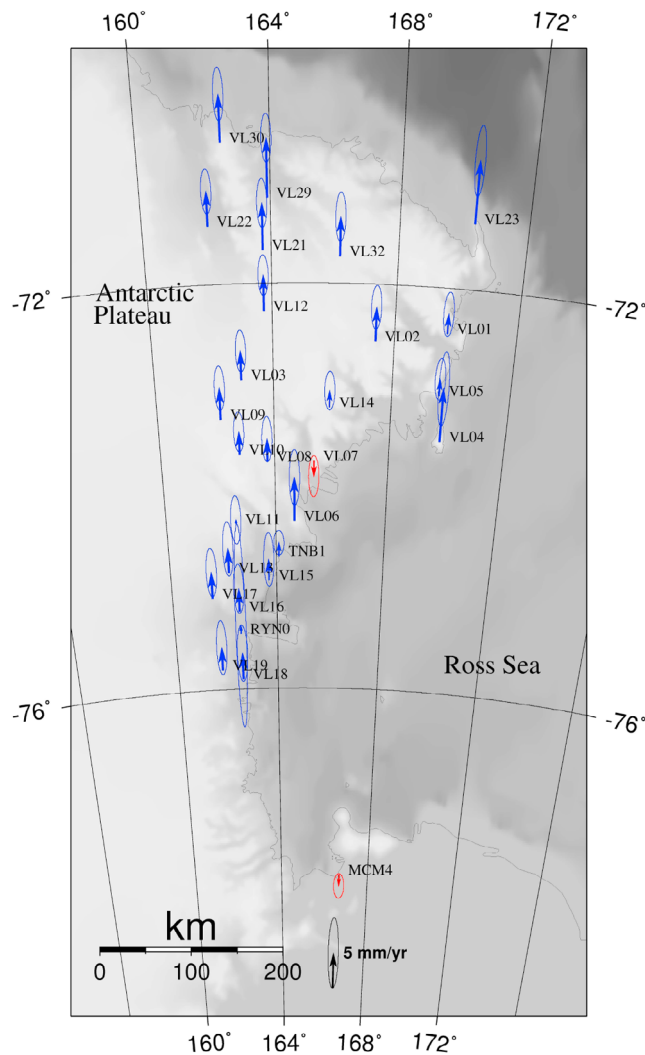 160° 164° 168° 172°
VL30
VL29
VL22
VL23
VL21
VL32
-72° -72°
Antarctic
Plateau
VL12
VL02
VL01
VL03
VL05
VL14
VL09
VL04
VL10
VL08
VL07
VL06
VL11
TNB1
VL13
VL15
VL17
VL16
RYN0
VL19
VL18
Ross Sea
-76° -76°
MCM4
km
5 mm/yr
0 100 200
160° 164° 168° 172°